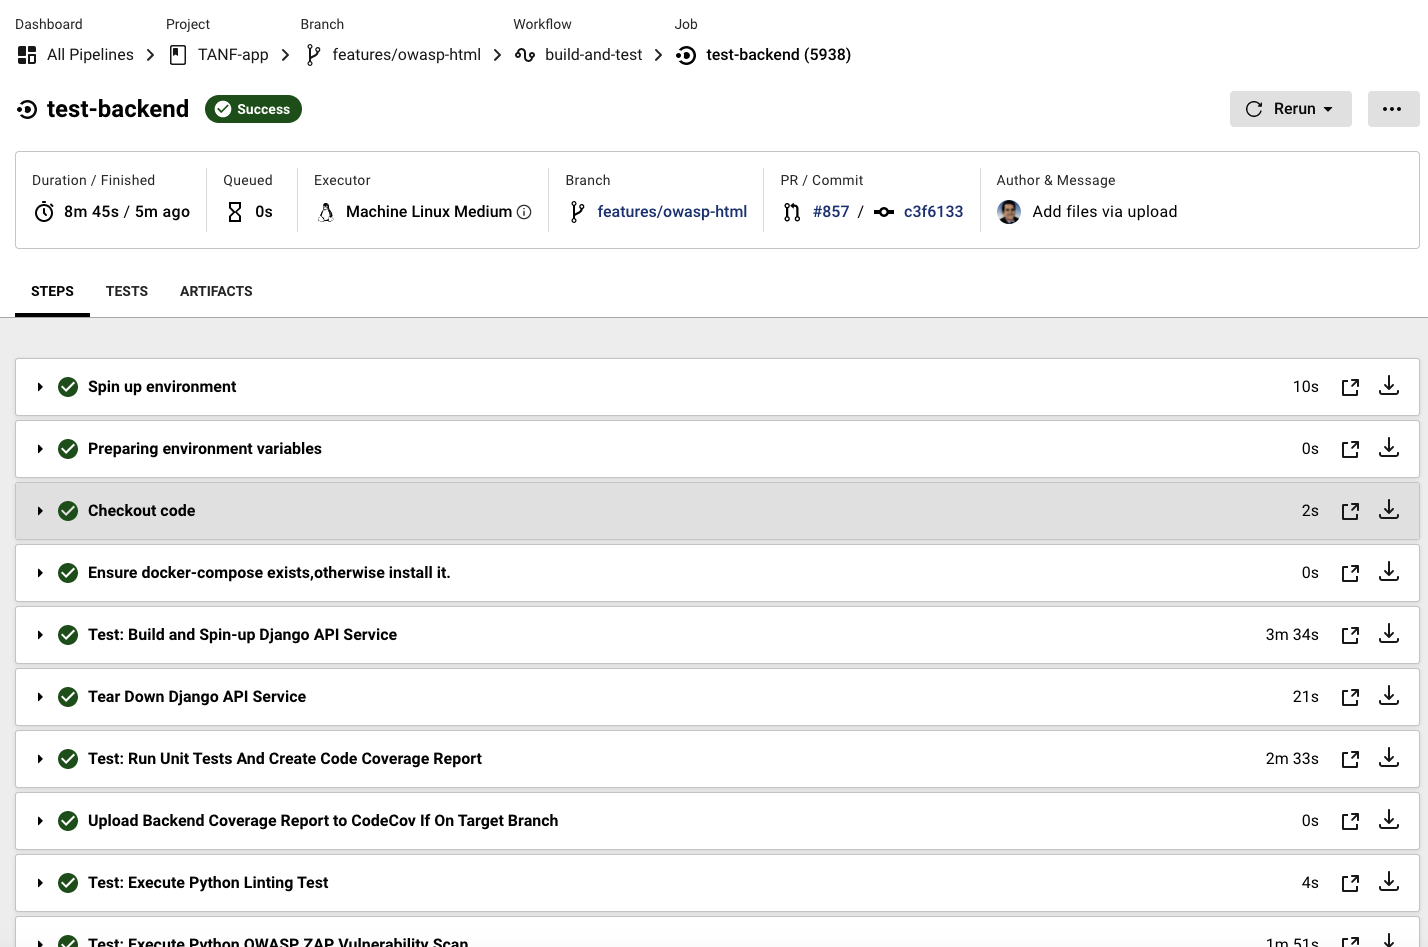 Dashboard Project Branch Workflow Job
All Pipelines TANF-app features/owasp-html build-and-test test-backend (5938)
test-backend Success Rerun
Duration / Finished Queued Executor Branch PR / Commit Author & Message
8m 45s / 5m ago 0s Machine Linux Medium features/owasp-html #857 / c3f6133 Add files via upload
STEPS TESTS ARTIFACTS
Spin up environment 10s
Preparing environment variables 0s
Checkout code 2s
Ensure docker-compose exists,otherwise install it. 0s
Test: Build and Spin-up Django API Service 3m 34s
Tear Down Django API Service 21s
Test: Run Unit Tests And Create Code Coverage Report 2m 33s
Upload Backend Coverage Report to CodeCov If On Target Branch 0s
Test: Execute Python Linting Test 4s
Test: Execute Python OWASP ZAP Vulnerability Scan 1m 51s